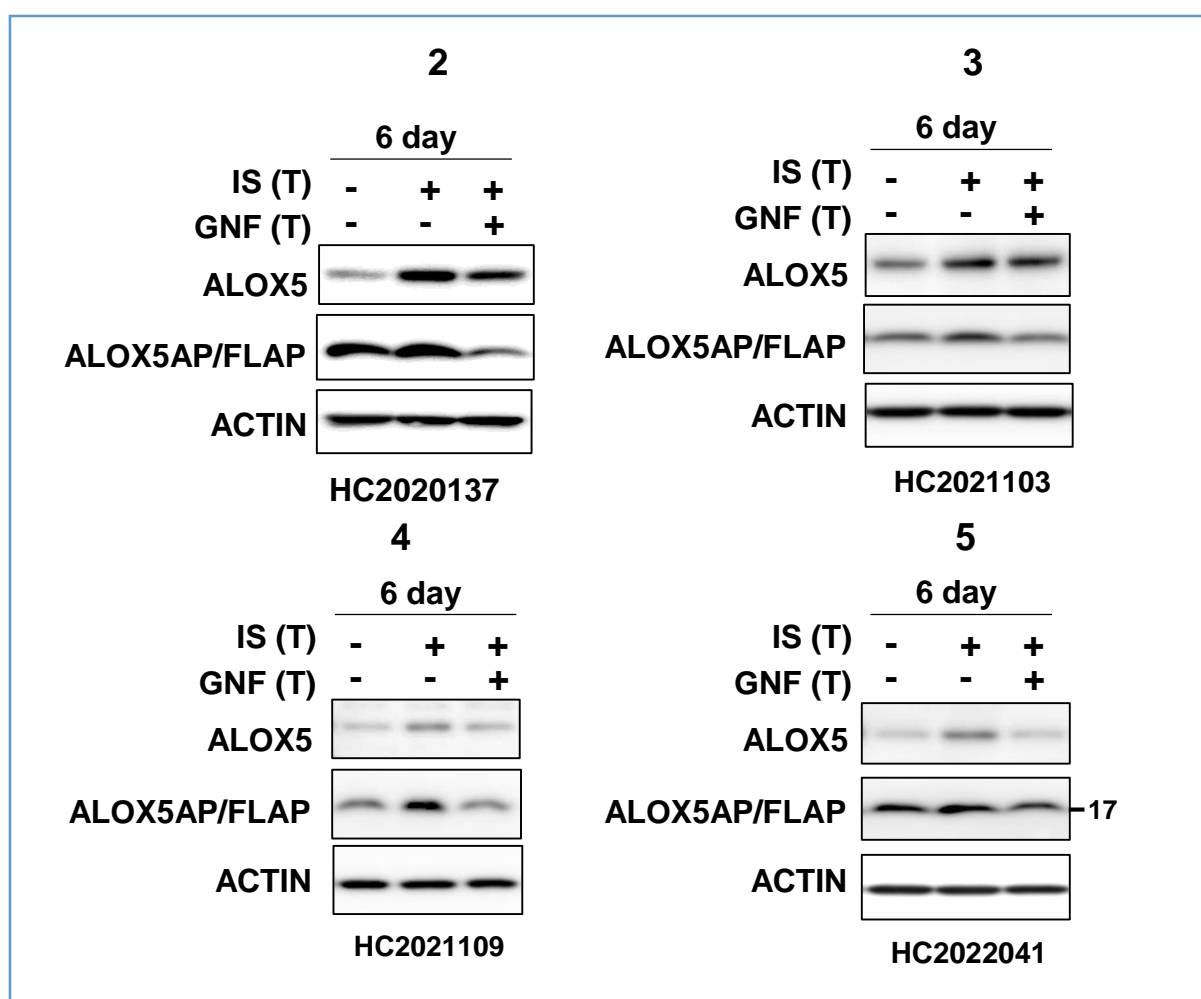 2
6 day
IS (T) - + +
GNF (T) - - +
ALOX5
ALOX5AP/FLAP
ACTIN
HC2020137
3
6 day
IS (T) - + +
GNF (T) - - +
ALOX5
ALOX5AP/FLAP
ACTIN
HC2021103
4
6 day
IS (T) - + +
GNF (T) - - +
ALOX5
ALOX5AP/FLAP
ACTIN
HC2021109
5
6 day
IS (T) - + +
GNF (T) - - +
ALOX5
ALOX5AP/FLAP -17
ACTIN
HC2022041